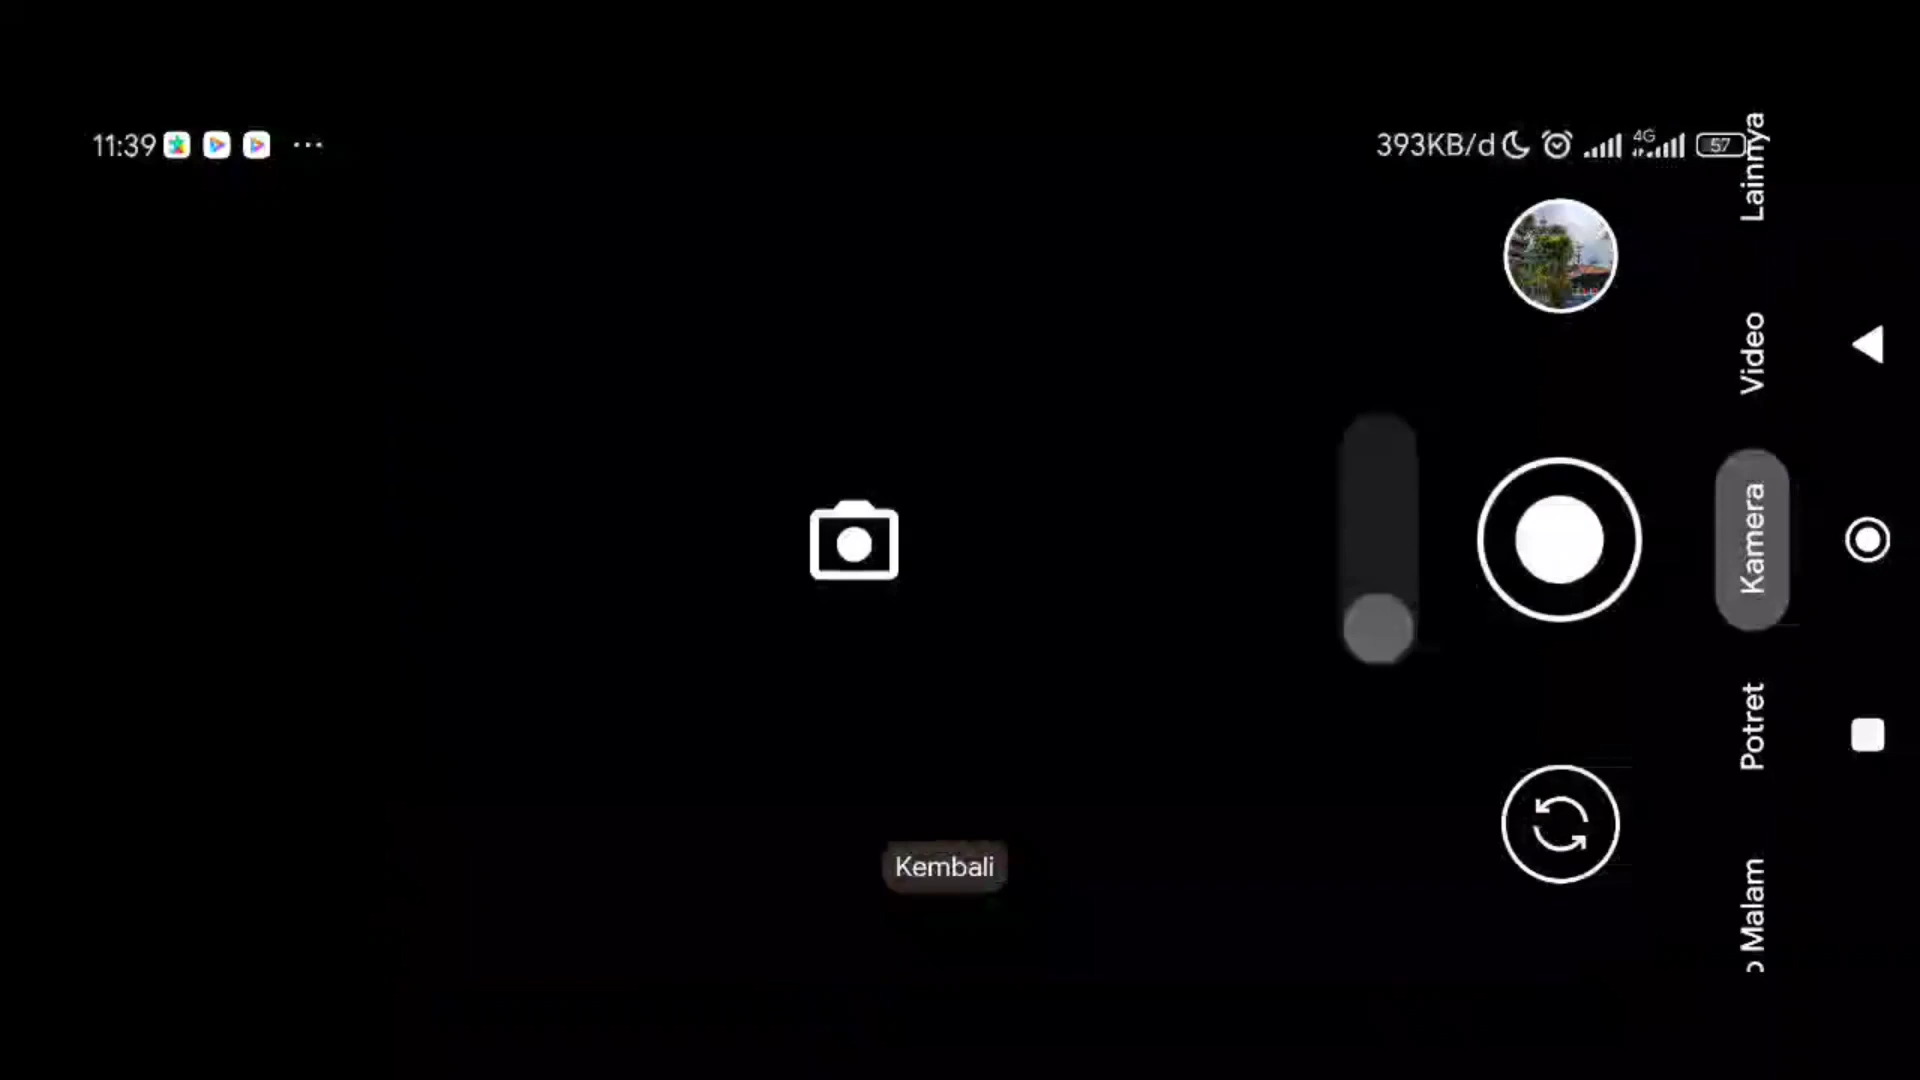 11:39
393KB/d
4G
57
Lainnya
Video
Kamera
Potret
Malam
Kembali